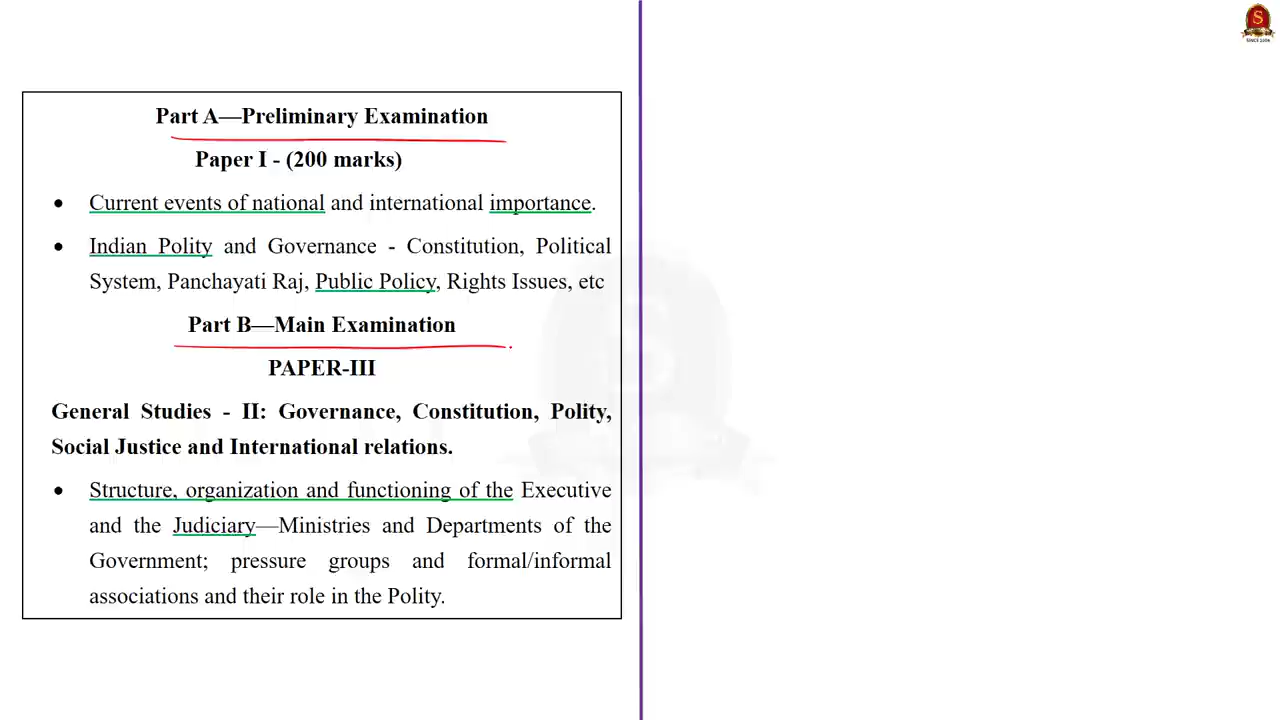 Part A—Preliminary Examination
Paper I - (200 marks)
• Current events of national and international importance.
• Indian Polity and Governance - Constitution, Political
System, Panchayati Raj, Public Policy, Rights Issues, etc
Part B—Main Examination
PAPER-III
General Studies - II: Governance, Constitution, Polity,
Social Justice and International relations.
• Structure, organization and functioning of the Executive
and the Judiciary—Ministries and Departments of the
Government; pressure groups and formal/informal
associations and their role in the Polity.
S